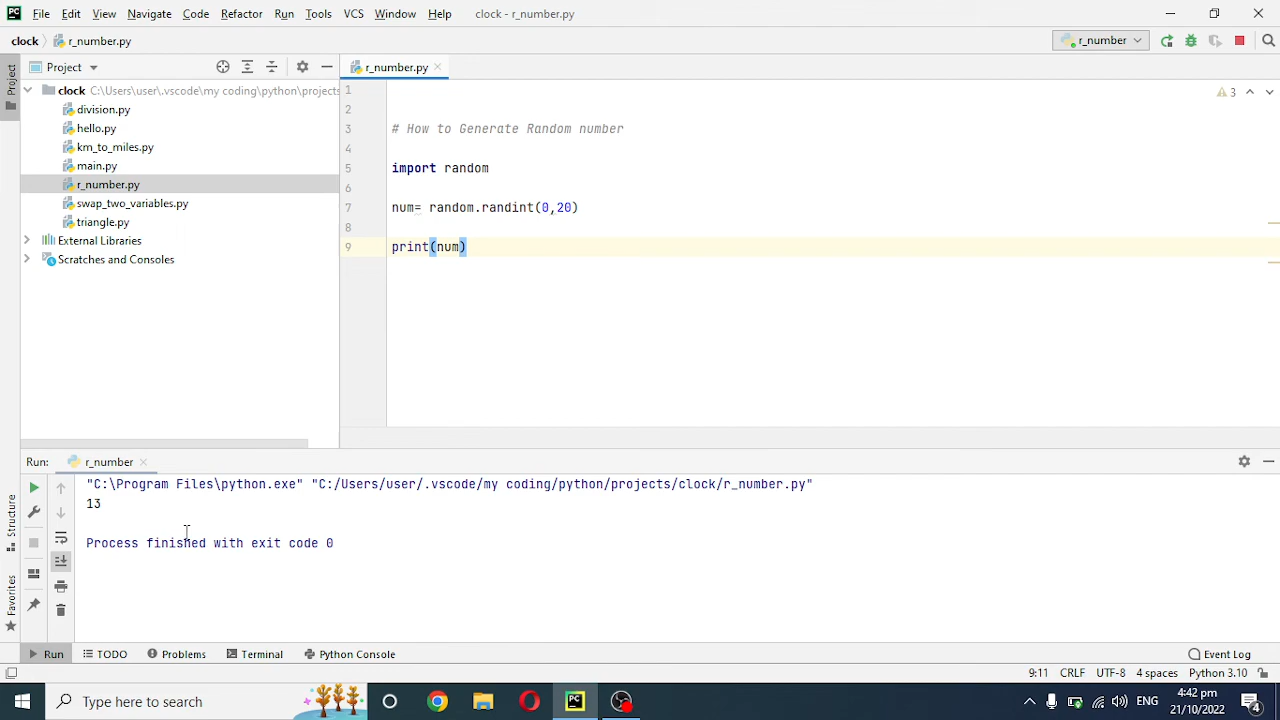 File Edit View Navigate Code Refactor Run Tools VCS Window Help clock - r_number.py
clock r_number.py r_number
Project r_number.py
clock C:\Users\user\.vscode\my coding\python\projects
division.py
hello.py
km_to_miles.py
main.py
r_number.py
swap_two_variables.py
triangle.py
External Libraries
Scratches and Consoles
3
1
2
3 # How to Generate Random number
4
5 import random
6
7 num= random.randint(0,20)
8
9 print(num)
Project
Structure
Favorites
Run: r_number
"C:\Program Files\python.exe" "C:/Users/user/.vscode/my coding/python/projects/clock/r_number.py"
13
Process finished with exit code 0
Run TODO Problems Terminal Python Console Event Log
9:11 CRLF UTF-8 4 spaces Python 3.10
Type here to search
ENG
4:42 pm
21/10/2022
4